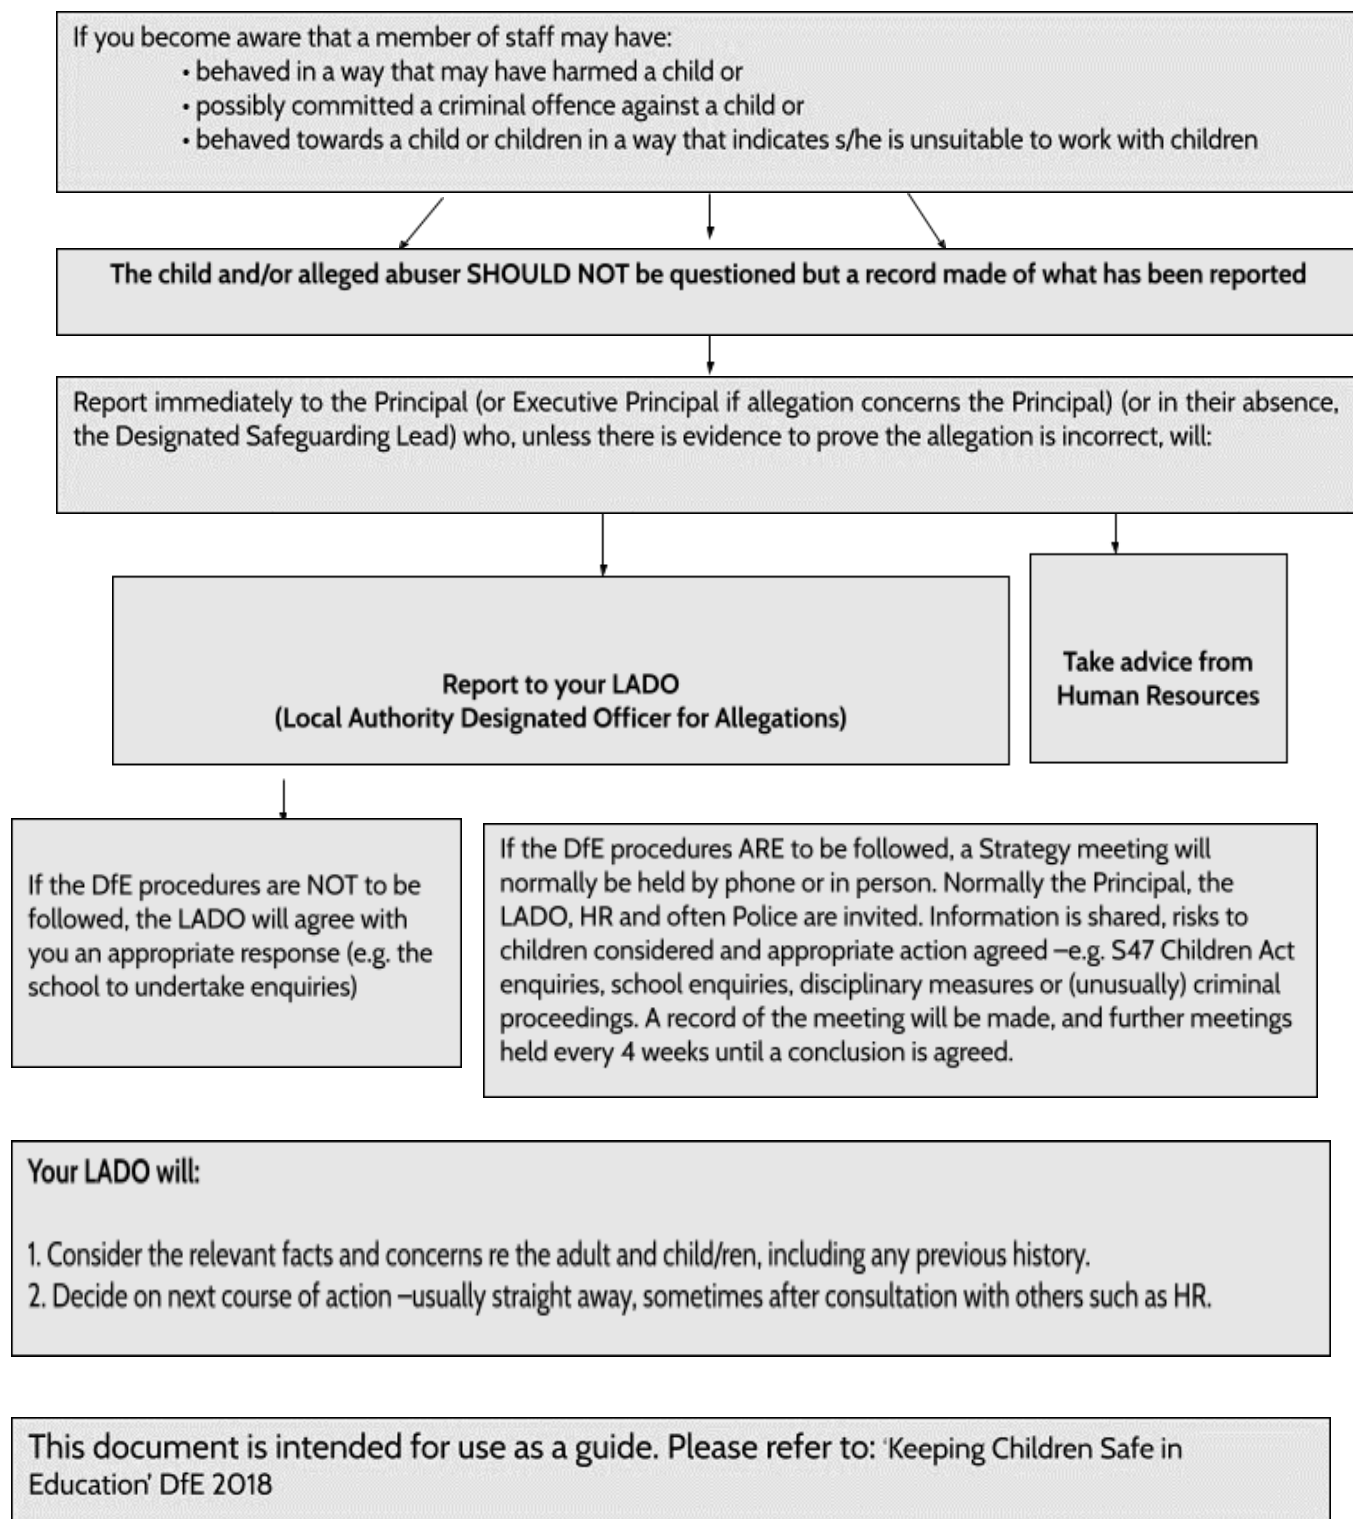 If you become aware that a member of staff may have:
• behaved in a way that may have harmed a child or
• possibly committed a criminal offence against a child or
• behaved towards a child or children in a way that indicates s/he is unsuitable to work with children
The child and/or alleged abuser SHOULD NOT be questioned but a record made of what has been reported
Report immediately to the Principal (or Executive Principal if allegation concerns the Principal) (or in their absence,
the Designated Safeguarding Lead) who, unless there is evidence to prove the allegation is incorrect, will:
Report to your LADO
(Local Authority Designated Officer for Allegations)
Take advice from
Human Resources
If the DfE procedures are NOT to be
followed, the LADO will agree with
you an appropriate response (e.g. the
school to undertake enquiries)
If the DfE procedures ARE to be followed, a Strategy meeting will
normally be held by phone or in person. Normally the Principal, the
LADO, HR and often Police are invited. Information is shared, risks to
children considered and appropriate action agreed –e.g. S47 Children Act
enquiries, school enquiries, disciplinary measures or (unusually) criminal
proceedings. A record of the meeting will be made, and further meetings
held every 4 weeks until a conclusion is agreed.
Your LADO will:
1. Consider the relevant facts and concerns re the adult and child/ren, including any previous history.
2. Decide on next course of action –usually straight away, sometimes after consultation with others such as HR.
This document is intended for use as a guide. Please refer to: ‘Keeping Children Safe in
Education’ DfE 2018